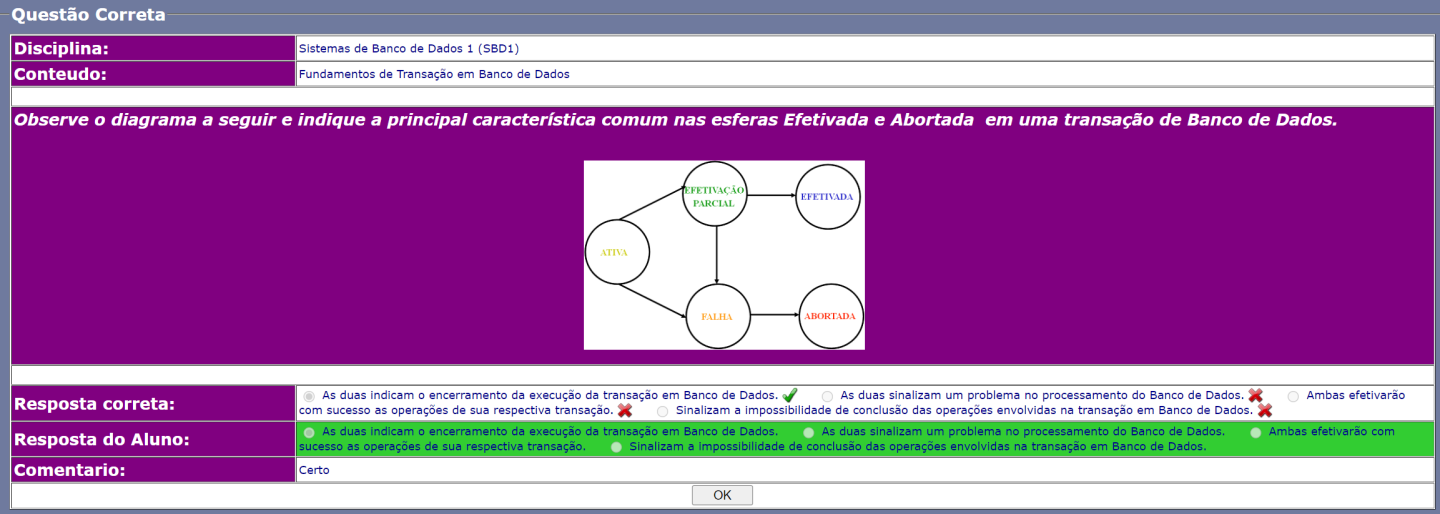 Questão Correta
Disciplina: Sistemas de Banco de Dados 1 (SBD1)
Conteudo: Fundamentos de Transação em Banco de Dados
Observe o diagrama a seguir e indique a principal característica comum nas esferas Efetivada e Abortada em uma transação de Banco de Dados.
EFETIVAÇÃO
PARCIAL
EFETIVADA
ATIVA
FALHA
ABORTADA
Resposta correta: As duas indicam o encerramento da execução da transação em Banco de Dados. As duas sinalizam um problema no processamento do Banco de Dados. Ambas efetivarão
com sucesso as operações de sua respectiva transação. Sinalizam a impossibilidade de conclusão das operações envolvidas na transação em Banco de Dados.
Resposta do Aluno: As duas indicam o encerramento da execução da transação em Banco de Dados. As duas sinalizam um problema no processamento do Banco de Dados. Ambas efetivarão com
sucesso as operações de sua respectiva transação. Sinalizam a impossibilidade de conclusão das operações envolvidas na transação em Banco de Dados.
Comentario: Certo
OK